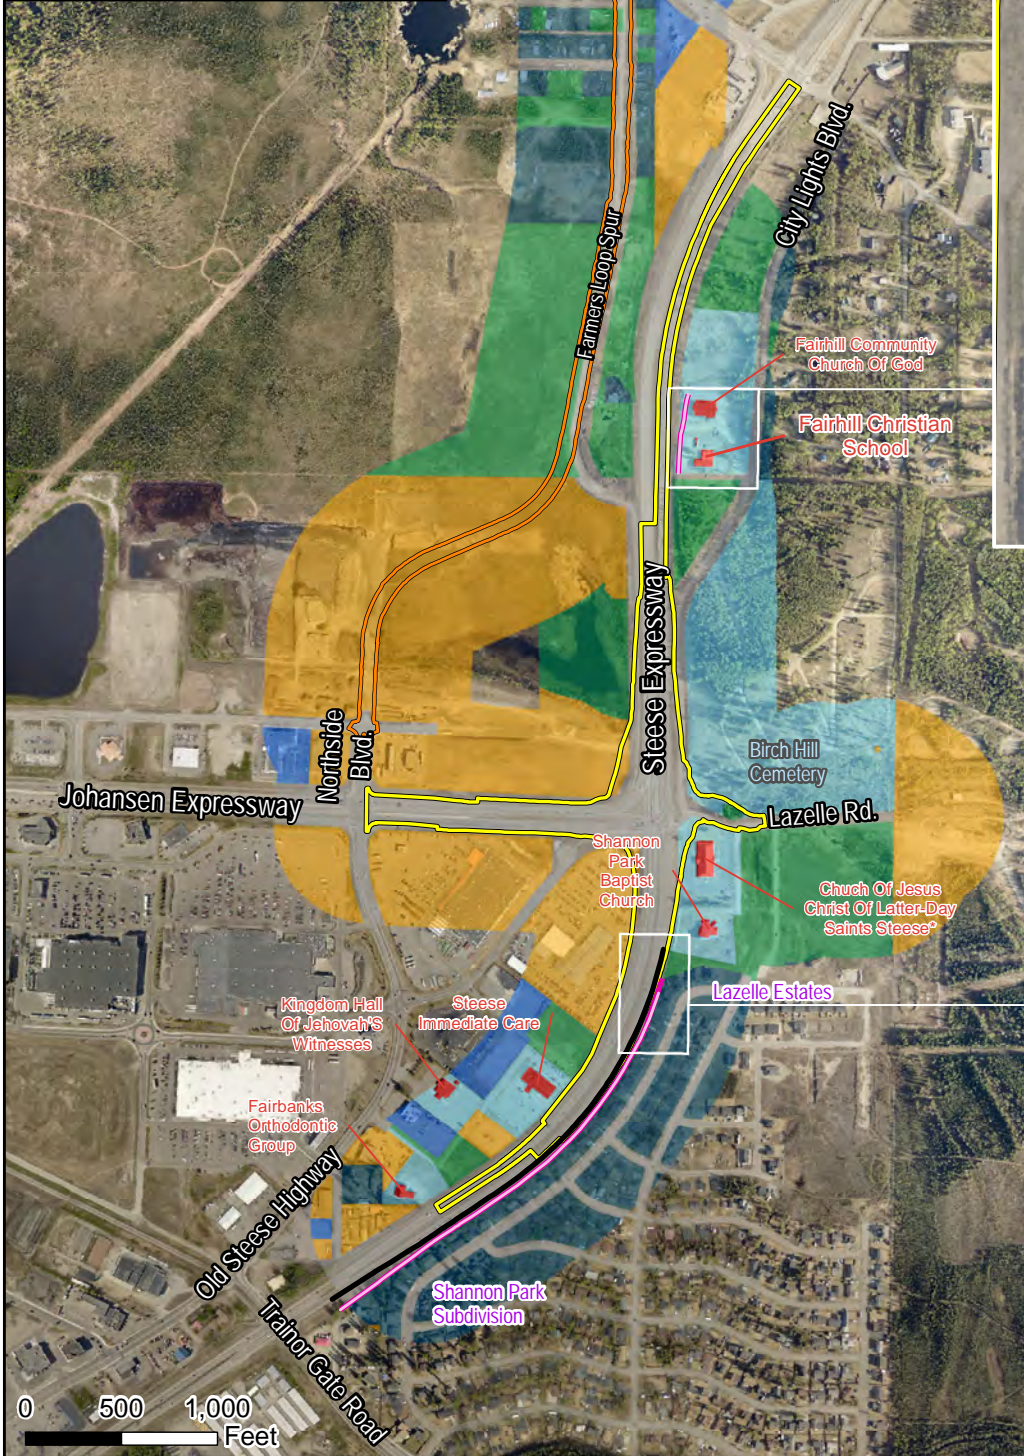 City Lights Blvd.
Farmers Loop Spur
Fairhill Community
Church Of God
Fairhill Christian
School
Steese Expressway
Northside
Blvd.
Birch Hill
Cemetery
Johansen Expressway
Lazelle Rd.
Shannon
Park
Baptist
Church
Chuch Of Jesus
Christ Of Latter-Day
Saints Steese*
Lazelle Estates
Kingdom Hall
Of Jehovah'S
Witnesses
Steese
Immediate Care
Fairbanks
Orthodontic
Group
Old Steese Highway
Shannon Park
Subdivision
Trainor Gate Road
0 500 1,000
Feet